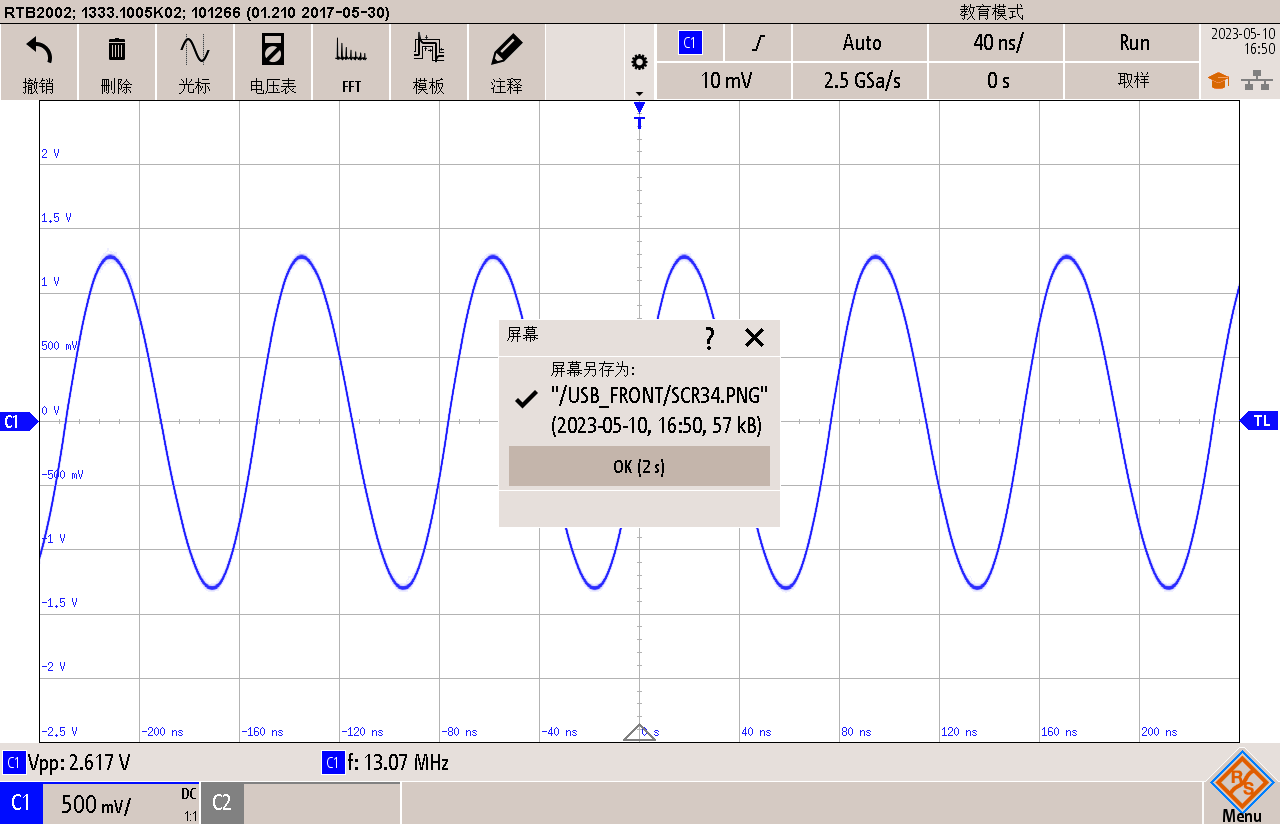 RTB2002; 1333.1005K02; 101266 (01.210 2017-05-30)
教育模式
撤销
删除
光标
电压表
FFT
模板
注释
C1
Auto
40 ns/
Run
10 mV
2.5 GSa/s
0 s
取样
2023-05-10
16:50
T
2 V
1.5 V
1 V
500 mV
0 V
-500 mV
-1 V
-1.5 V
-2 V
-2.5 V
C1
TL
屏幕
?
屏幕另存为:
"/USB_FRONT/SCR34.PNG"
(2023-05-10, 16:50, 57 kB)
OK (2 s)
-200 ns
-160 ns
-120 ns
-80 ns
-40 ns
0 s
40 ns
80 ns
120 ns
160 ns
200 ns
C1 Vpp: 2.617 V
C1 f: 13.07 MHz
C1
500 mV/
DC
1:1
C2
R S
Menu